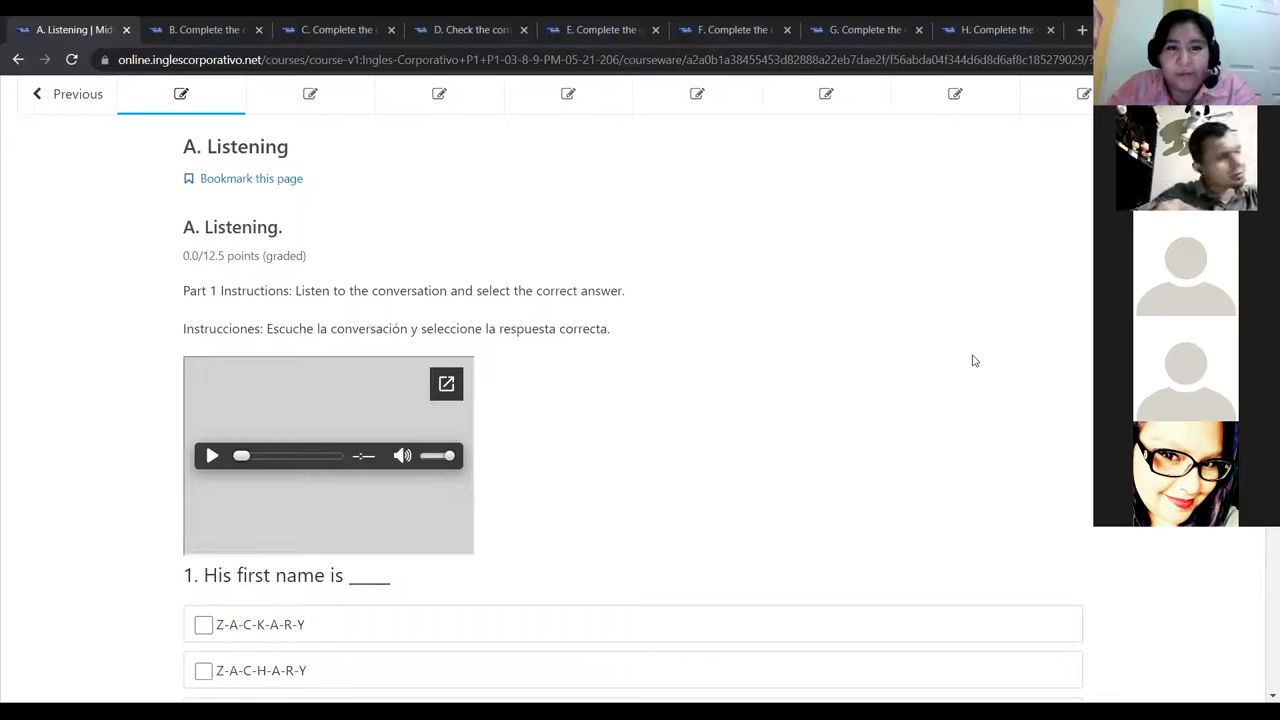 A. Listening | Mid
B. Complete the c
C. Complete the
D. Check the con
E. Complete the c
F. Complete the c
G. Complete the c
H. Complete the
online.inglescorporativo.net/courses/course-v1:Ingles-Corporativo+P1+P1-03-8-9-PM-05-21-206/courseware/a2a0b1a38455453d82888a22eb7dae2f/f56abda04f344d6d8d6af8c185279029/?
Previous
A. Listening
Bookmark this page
A. Listening.
0.0/12.5 points (graded)
Part 1 Instructions: Listen to the conversation and select the correct answer.
Instrucciones: Escuche la conversación y seleccione la respuesta correcta.
-:--
1. His first name is _____
Z-A-C-K-A-R-Y
Z-A-C-H-A-R-Y